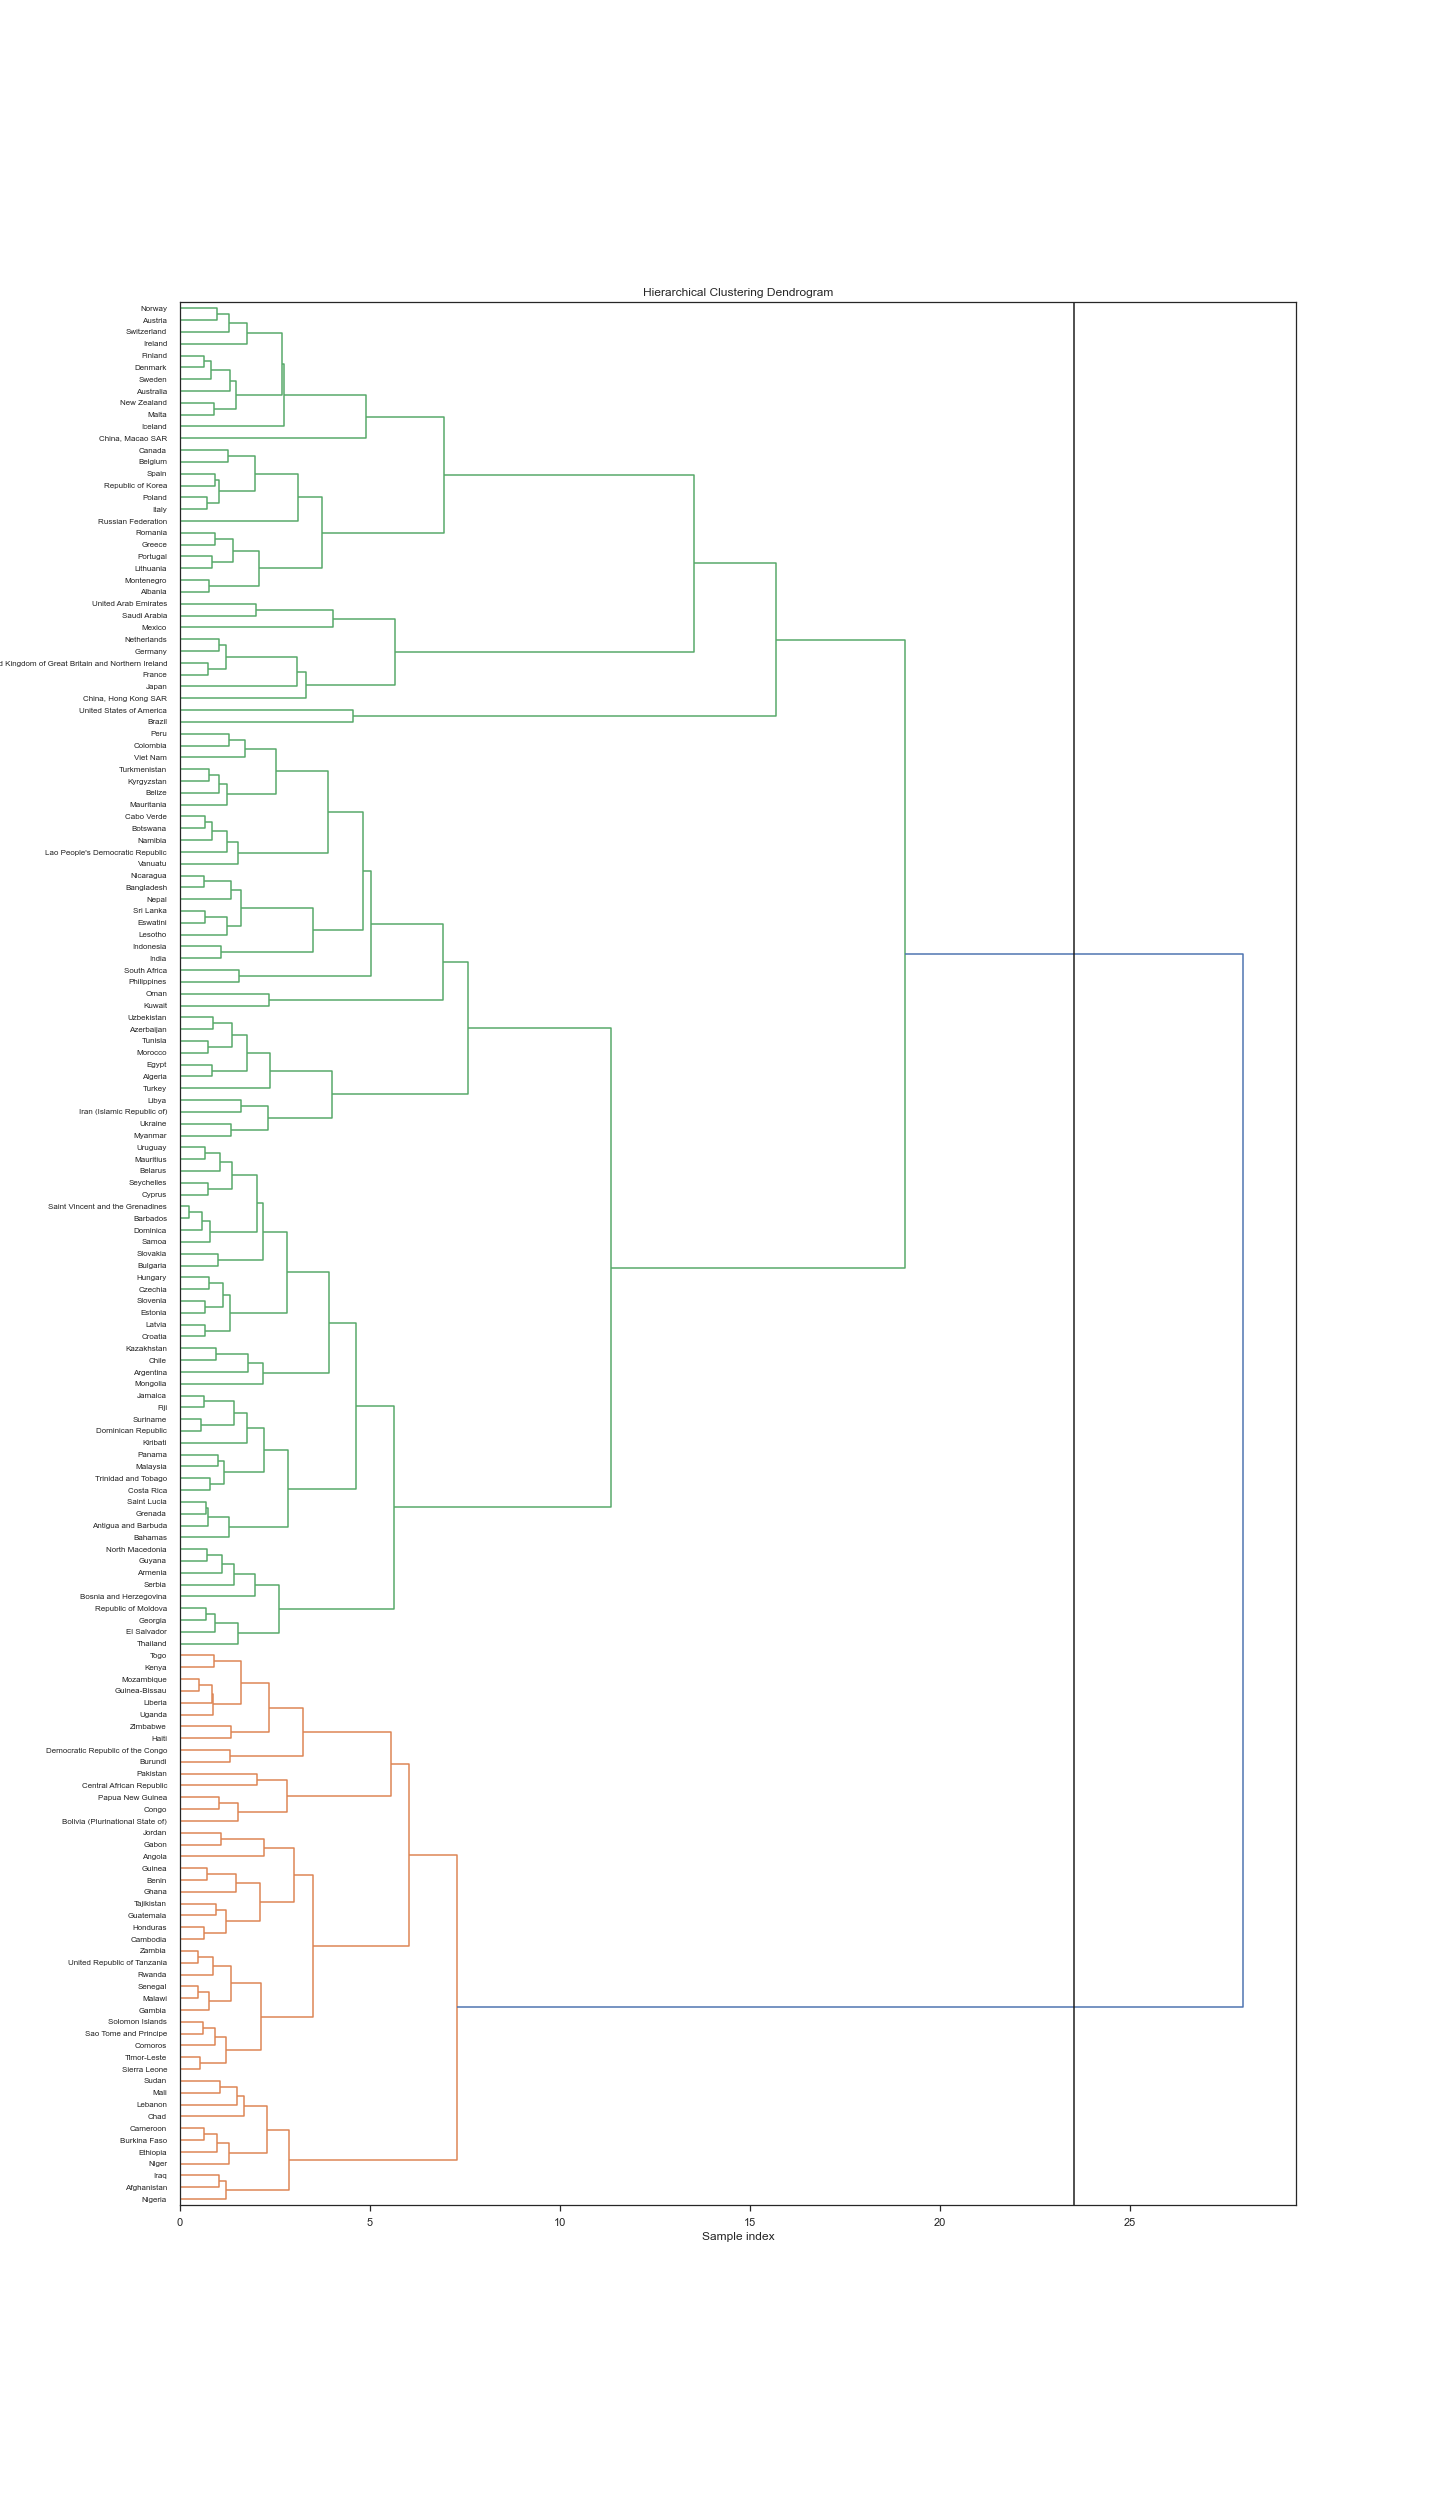 Hierarchical Clustering Dendrogram
Norway
Austria
Switzerland
Ireland
Finland
Denmark
Sweden
Australia
New Zealand
Malta
Iceland
China, Macao SAR
Canada
Belgium
Spain
Republic of Korea
Poland
Italy
Russian Federation
Romania
Greece
Portugal
Lithuania
Montenegro
Albania
United Arab Emirates
Saudi Arabia
Mexico
Netherlands
Germany
d Kingdom of Great Britain and Northern Ireland
France
Japan
China, Hong Kong SAR
United States of America
Brazil
Peru
Colombia
Viet Nam
Turkmenistan
Kyrgyzstan
Belize
Mauritania
Cabo Verde
Botswana
Namibia
Lao People's Democratic Republic
Vanuatu
Nicaragua
Bangladesh
Nepal
Sri Lanka
Eswatini
Lesotho
Indonesia
India
South Africa
Philippines
Oman
Kuwait
Uzbekistan
Azerbaijan
Tunisia
Morocco
Egypt
Algeria
Turkey
Libya
Iran (Islamic Republic of)
Ukraine
Myanmar
Uruguay
Mauritius
Belarus
Seychelles
Cyprus
Saint Vincent and the Grenadines
Barbados
Dominica
Samoa
Slovakia
Bulgaria
Hungary
Czechia
Slovenia
Estonia
Latvia
Croatia
Kazakhstan
Chile
Argentina
Mongolia
Jamaica
Fiji
Suriname
Dominican Republic
Kiribati
Panama
Malaysia
Trinidad and Tobago
Costa Rica
Saint Lucia
Grenada
Antigua and Barbuda
Bahamas
North Macedonia
Guyana
Armenia
Serbia
Bosnia and Herzegovina
Republic of Moldova
Georgia
El Salvador
Thailand
Togo
Kenya
Mozambique
Guinea-Bissau
Liberia
Uganda
Zimbabwe
Haiti
Democratic Republic of the Congo
Burundi
Pakistan
Central African Republic
Papua New Guinea
Congo
Bolivia (Plurinational State of)
Jordan
Gabon
Angola
Guinea
Benin
Ghana
Tajikistan
Guatemala
Honduras
Cambodia
Zambia
United Republic of Tanzania
Rwanda
Senegal
Malawi
Gambia
Solomon Islands
Sao Tome and Principe
Comoros
Timor-Leste
Sierra Leone
Sudan
Mali
Lebanon
Chad
Cameroon
Burkina Faso
Ethiopia
Niger
Iraq
Afghanistan
Nigeria
0 5 10 15 20 25
Sample index